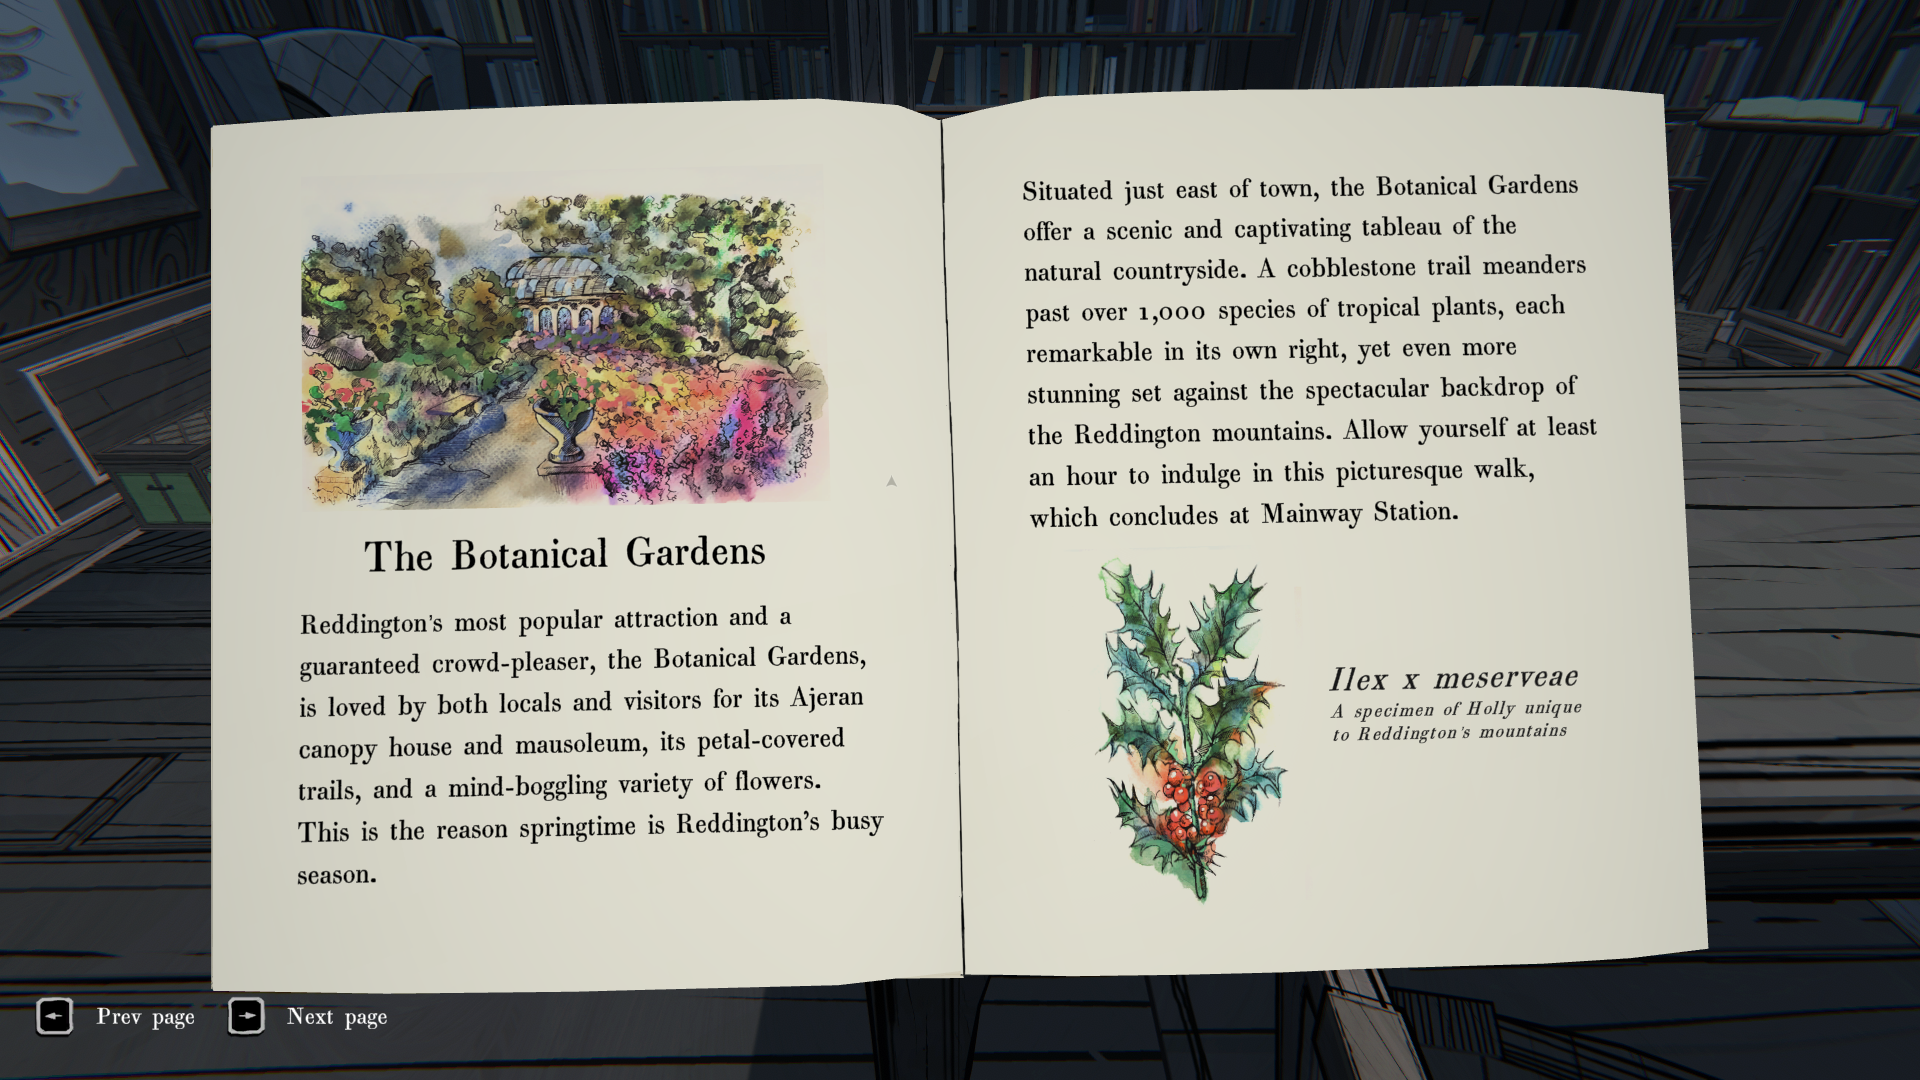 The Botanical Gardens
Reddington's most popular attraction and a
guaranteed crowd-pleaser, the Botanical Gardens,
is loved by both locals and visitors for its Ajeran
canopy house and mausoleum, its petal-covered
trails, and a mind-boggling variety of flowers.
This is the reason springtime is Reddington's busy
season.
Situated just east of town, the Botanical Gardens
offer a scenic and captivating tableau of the
natural countryside. A cobblestone trail meanders
past over 1,000 species of tropical plants, each
remarkable in its own right, yet even more
stunning set against the spectacular backdrop of
the Reddington mountains. Allow yourself at least
an hour to indulge in this picturesque walk,
which concludes at Mainway Station.
Ilex x meserveae
A specimen of Holly unique
to Reddington's mountains
Prev page
Next page